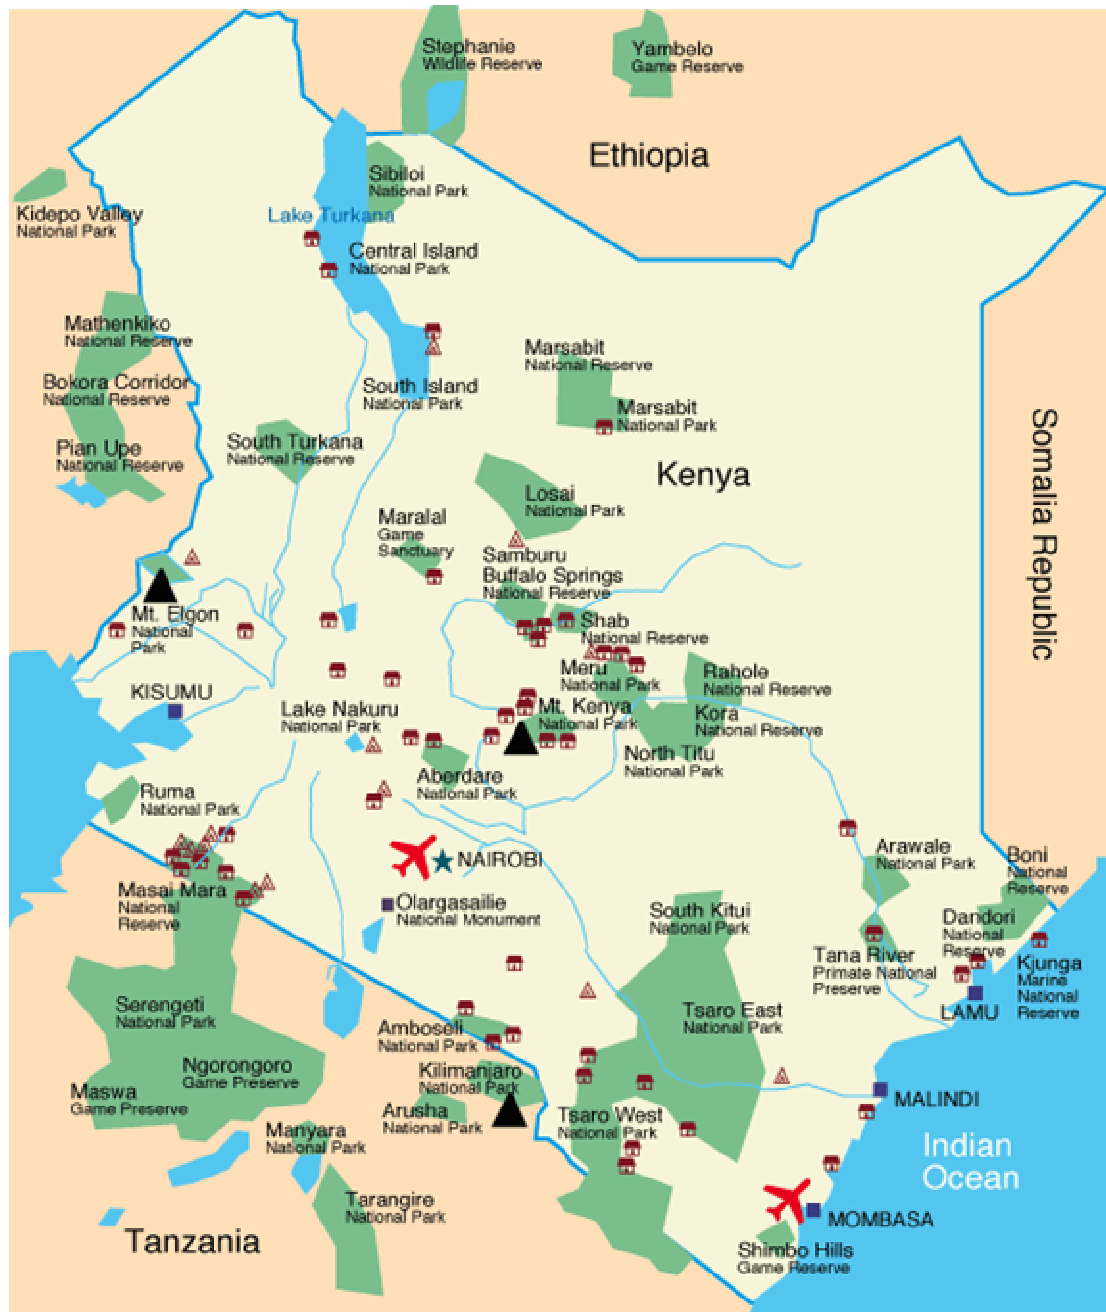 Stephanie
Wildlife Reserve
Yambelo
Game Reserve
Ethiopia
Sibiloi
National Park
Kidepo Valley
National Park
Lake Turkana
Central Island
National Park
Mathenkiko
National Reserve
Marsabit
National Reserve
Bokora Corridor
National Reserve
South Island
National Park
Marsabit
National Park
South Turkana
National Reserve
Pian Upe
National Reserve
Kenya
Somalia Republic
Losai
National Park
Maralal
Game
Sanctuary
Samburu
Buffalo Springs
National Reserve
Mt. Elgon
National
Park
Shab
National Reserve
Meru
National Park
Rahole
National Reserve
KISUMU
Lake Nakuru
National Park
Mt. Kenya
National Park
Kora
National Reserve
North Titu
National Park
Aberdare
National Park
Ruma
National Park
NAIROBI
Arawale
National Park
Boni
National
Reserve
Masai Mara
National
Reserve
Olargasailie
National Monument
South Kitui
National Park
Dandori
National
Reserve
Tana River
Primate National
Preserve
Kjunga
Marine
National
Reserve
LAMU
Serengeti
National Park
Tsaro East
National Park
Amboseli
National Park
Ngorongoro
Game Preserve
Kilimanjaro
National Park
Maswa
Game Preserve
Arusha
National Park
Tsaro West
National Park
MALINDI
Manyara
National Park
Indian
Ocean
Tarangire
National Park
MOMBASA
Tanzania
Shimbo Hills
Game Reserve